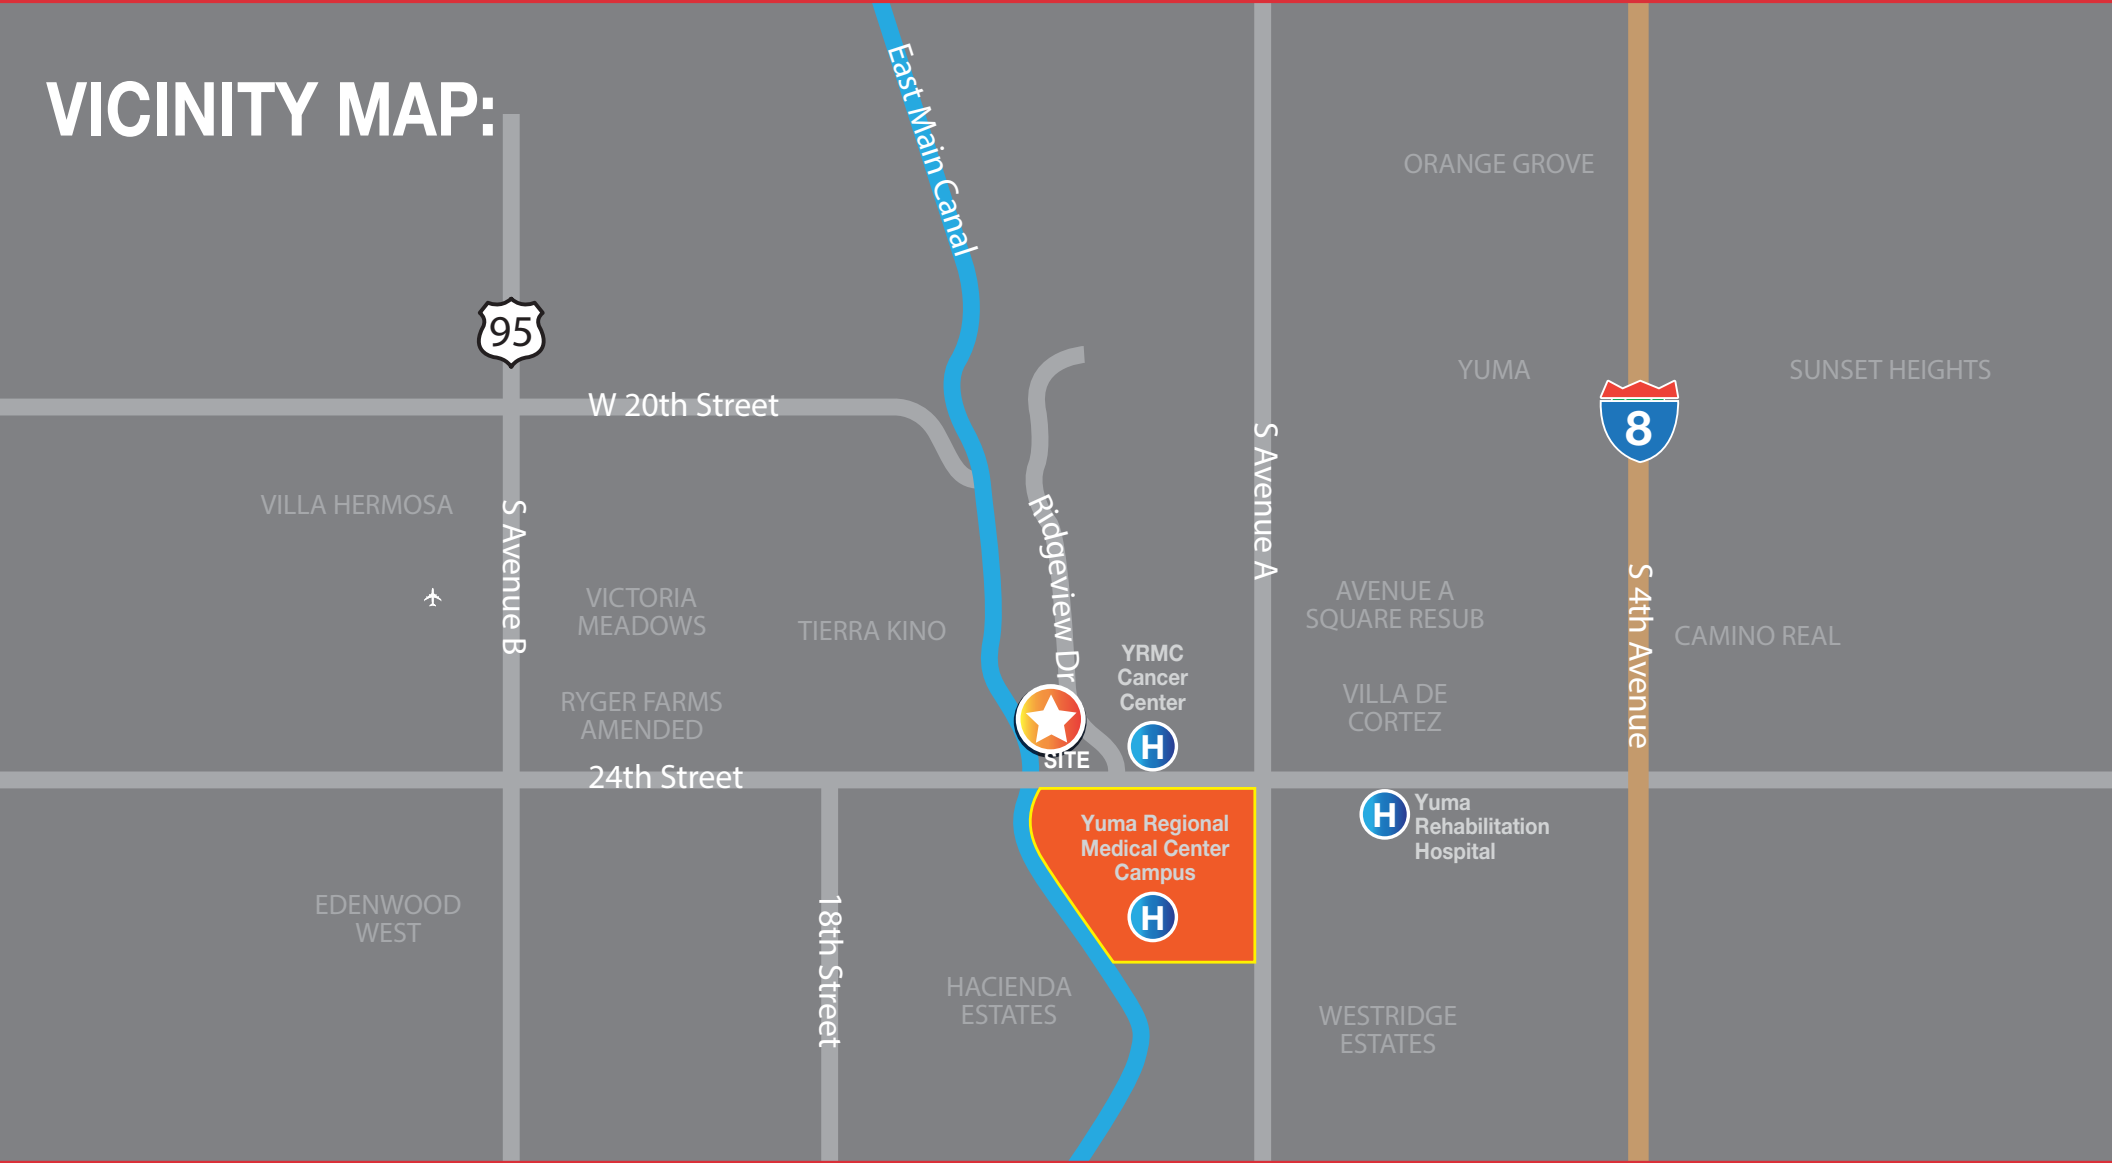 VICINITY MAP:
East Main Canal
ORANGE GROVE
95
YUMA
SUNSET HEIGHTS
W 20th Street
8
S Avenue A
VILLA HERMOSA
S Avenue B
Ridgeview Dr
VICTORIA
MEADOWS
TIERRA KINO
AVENUE A
SQUARE RESUB
S 4th Avenue
CAMINO REAL
YRMC
Cancer
Center
H
RYGER FARMS
AMENDED
VILLA DE
CORTEZ
SITE
24th Street
Yuma Regional
Medical Center
Campus
H
H
Yuma
Rehabilitation
Hospital
EDENWOOD
WEST
18th Street
HACIENDA
ESTATES
WESTRIDGE
ESTATES